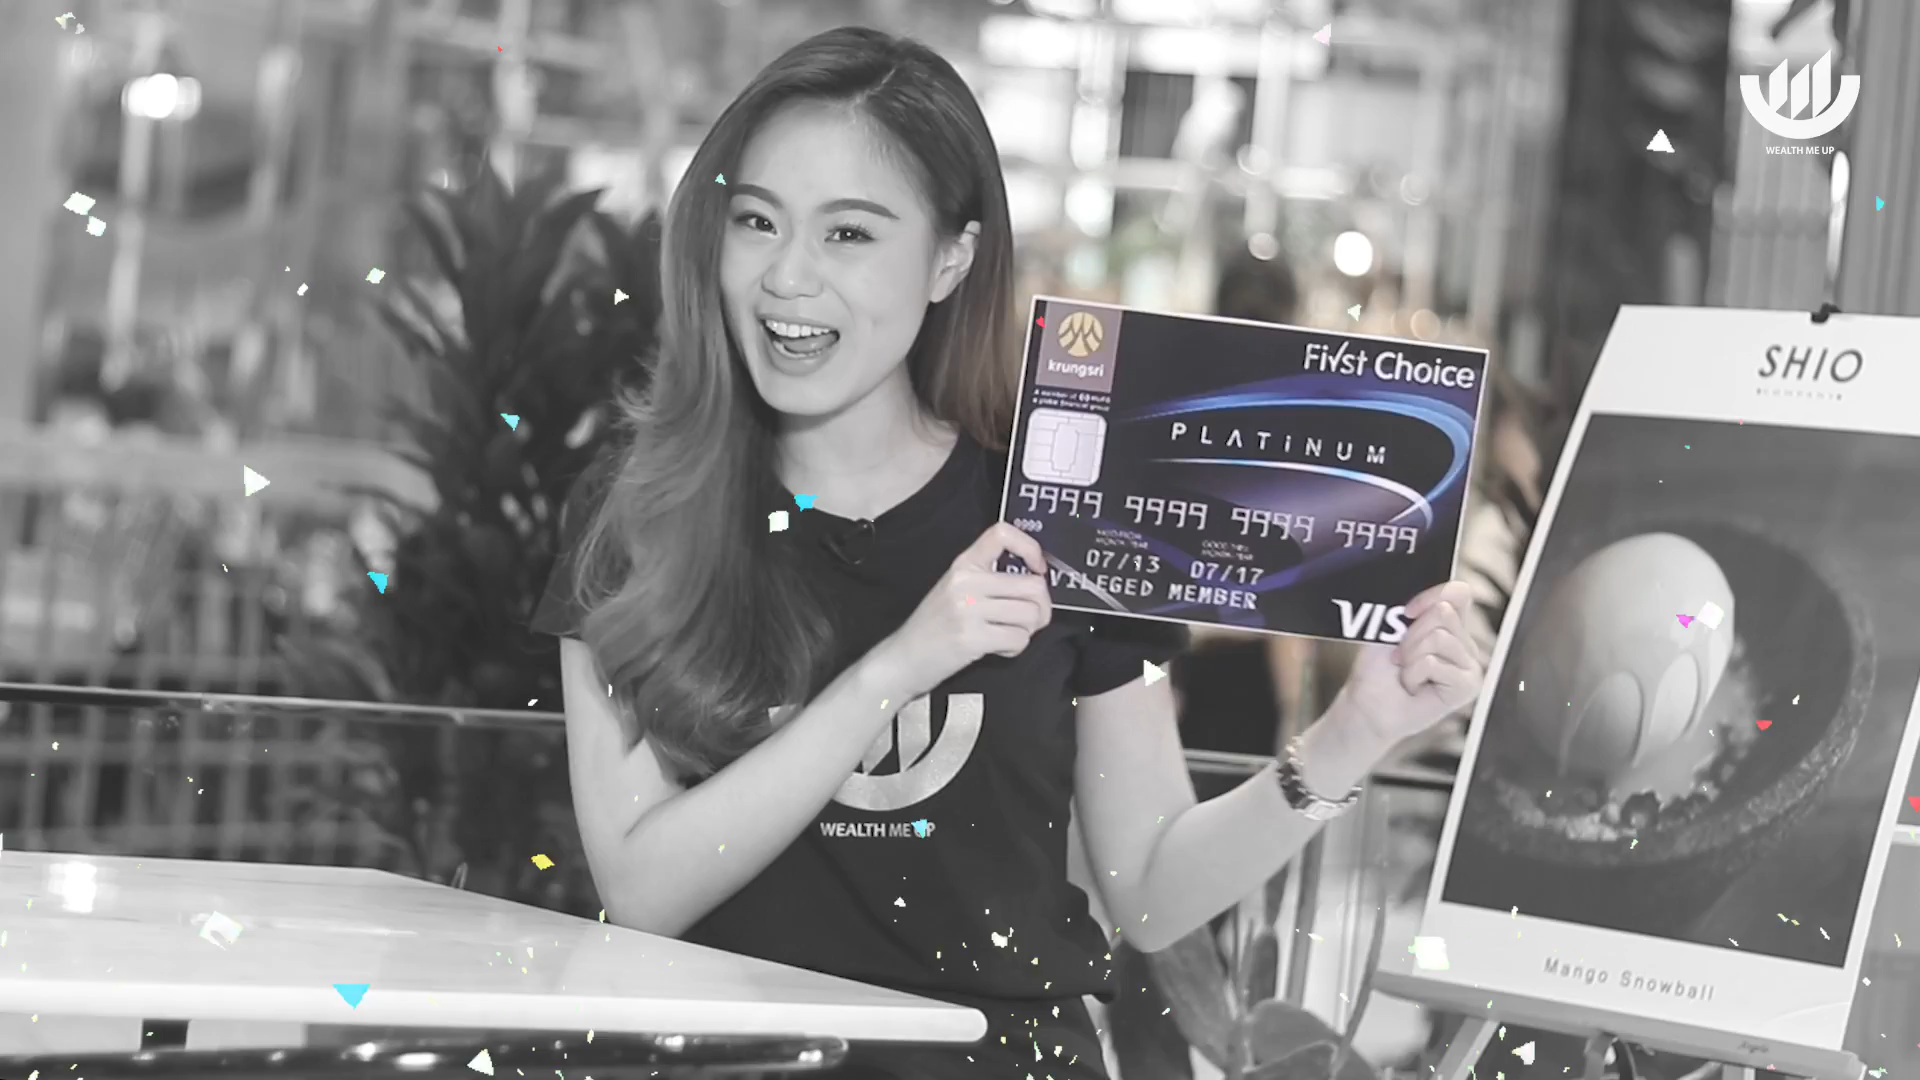 WEALTH ME UP
krungsri
First Choice
PLATINUM
9999 9999 9999 9999
9999
07/13 07/17
PRIVILEGED MEMBER
VIS
SHIO
Mango Snowball
WEALTH ME UP